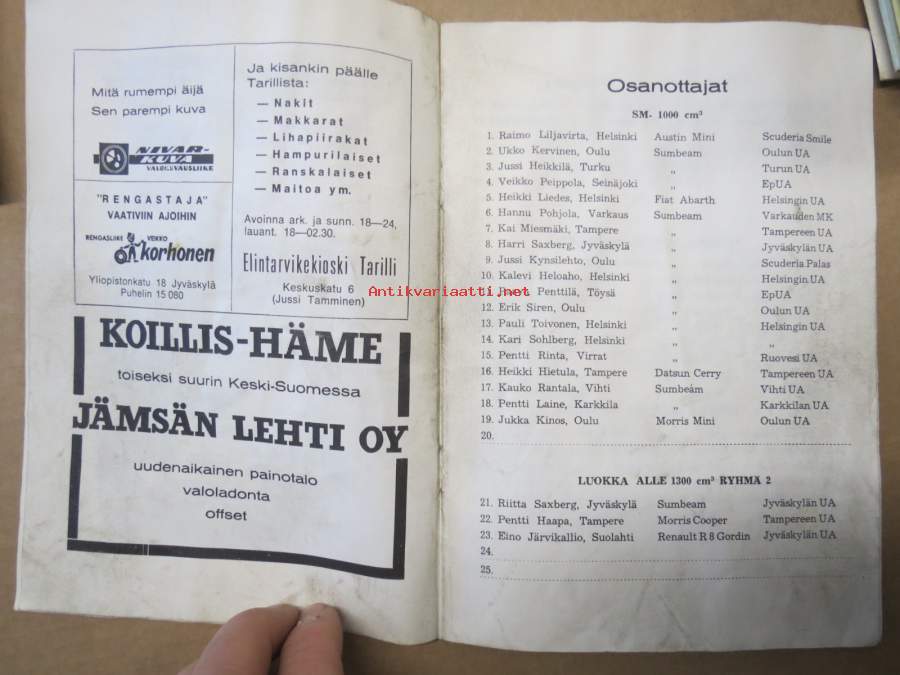 Mitä rumempi äijä
Sen parempi kuva
NIVAR-
KUVA
VALOKUVAUSLIIKE
"RENGASTAJA"
VAATIVIIN AJOIHIN
RENGASLIIKE VEIKKO
korhonen
Yliopistonkatu 18 Jyväskylä
Puhelin 15 080
Ja kisankin päälle
Tarillista:
— Nakit
— Makkarat
— Lihapiirakat
— Hampurilaiset
— Ranskalaiset
— Maitoa ym.
Avoinna ark. ja sunn. 18—24,
lauant. 18—02.30.
Elintarvikekioski Tarilli
Keskuskatu 6
(Jussi Tamminen)
KOILLIS-HÄME
toiseksi suurin Keski-Suomessa
JÄMSÄN LEHTI OY
uudenaikainen painotalo
valoladonta
offset
Osanottajat
SM- 1000 cm³
1. Raimo Liljavirta, Helsinki Austin Mini Scuderia Smile
2. Ukko Kervinen, Oulu Sumbeam Oulun UA
3. Jussi Heikkilä, Turku „ Turun UA
4. Veikko Peippola, Seinäjoki „ EpUA
5. Heikki Liedes, Helsinki Fiat Abarth Helsingin UA
6. Hannu Pohjola, Varkaus Sumbeam Varkauden MK
7. Kai Miesmäki, Tampere „ Tampereen UA
8. Harri Saxberg, Jyväskylä „ Jyväskylän UA
9. Jussi Kynsilehto, Oulu „ Scuderia Palas
10. Kalevi Heloaho, Helsinki „ Helsingin UA
Penttilä, Töysä „ EpUA
12. Erik Siren, Oulu „ Oulun UA
13. Pauli Toivonen, Helsinki „ Helsingin UA
14. Kari Sohlberg, Helsinki „ „
15. Pentti Rinta, Virrat „ Ruovesi UA
16. Heikki Hietula, Tampere Datsun Cerry Tampereen UA
17. Kauko Rantala, Vihti Sumbeam Vihti UA
18. Pentti Laine, Karkkila „ Karkkilan UA
19. Jukka Kinos, Oulu Morris Mini Oulun UA
20.
LUOKKA ALLE 1300 cm³ RYHMÄ 2
21. Riitta Saxberg, Jyväskylä Sumbeam Jyväskylän UA
22. Pentti Haapa, Tampere Morris Cooper Tampereen UA
23. Eino Järvikallio, Suolahti Renault R 8 Gordin Jyväskylän UA
24.
25.
Antikvariaatti.net